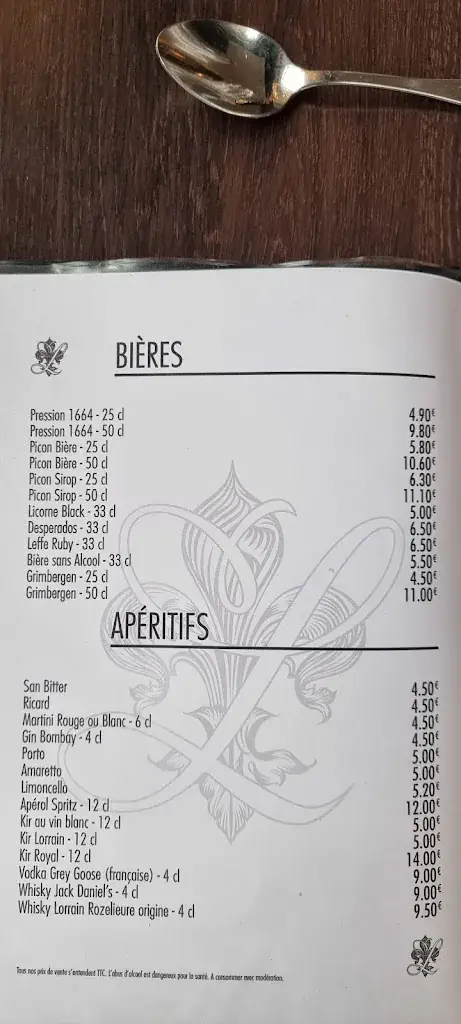 BIÈRES
Pression 1664 - 25 cl 4.90€
Pression 1664 - 50 cl 9.80€
Picon Bière - 25 cl 5.80€
Picon Bière - 50 cl 10.60€
Picon Sirop - 25 cl 6.30€
Picon Sirop - 50 cl 11.10€
Licorne Black - 33 cl 5.00€
Desperados - 33 cl 6.50€
Leffe Ruby - 33 cl 6.50€
Bière sans Alcool - 33 cl 5.50€
Grimbergen - 25 cl 4.50€
Grimbergen - 50 cl 11.00€
APÉRITIFS
San Bitter 4.50€
Ricard 4.50€
Martini Rouge ou Blanc - 6 cl 4.50€
Gin Bombay - 4 cl 4.50€
Porto 5.00€
Amaretto 5.00€
Limoncello 5.20€
Apérol Spritz - 12 cl 12.00€
Kir au vin blanc - 12 cl 5.00€
Kir Lorrain - 12 cl 5.00€
Kir Royal - 12 cl 14.00€
Vodka Grey Goose (française) - 4 cl 9.00€
Whisky Jack Daniel's - 4 cl 9.00€
Whisky Lorrain Rozelieure origine - 4 cl 9.50€
Tous nos prix de vente s'entendent TTC. L'abus d'alcool est dangereux pour la santé. A consommer avec modération.